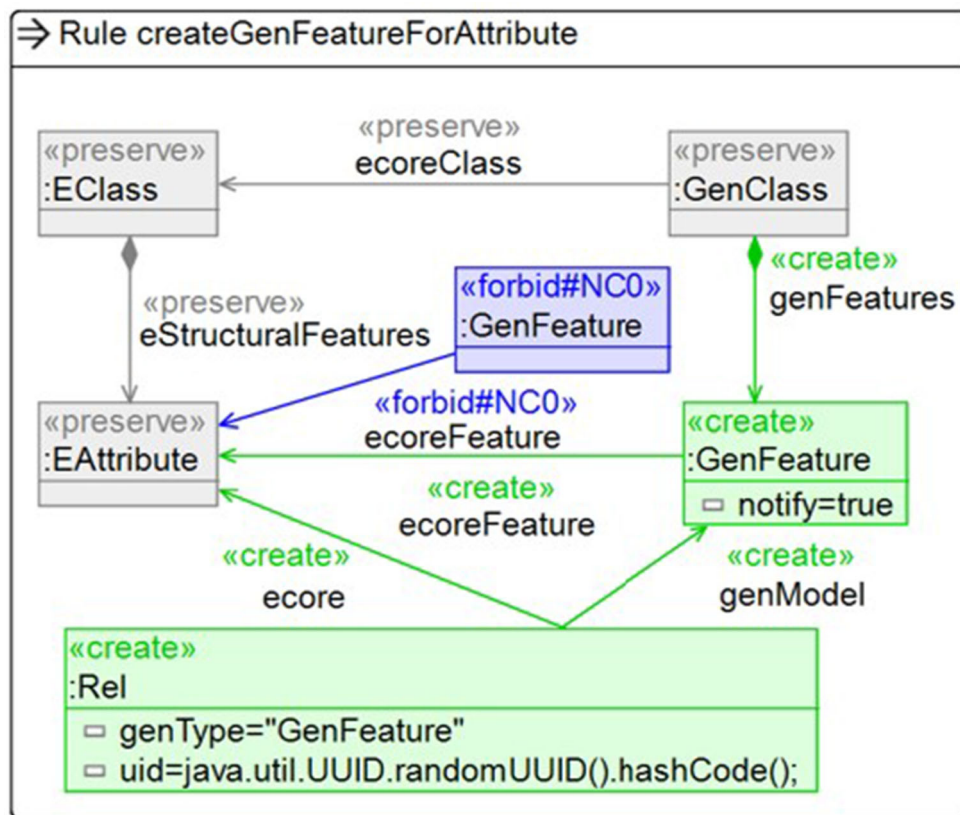 Rule createGenFeatureForAttribute
«preserve»
ecoreClass
«preserve»
:EClass
«preserve»
:GenClass
«create»
genFeatures
«preserve»
eStructuralFeatures
«forbid#NC0»
:GenFeature
«forbid#NC0»
ecoreFeature
«preserve»
:EAttribute
«create»
:GenFeature
notify=true
«create»
ecoreFeature
«create»
ecore
«create»
genModel
«create»
:Rel
genType="GenFeature"
uid=java.util.UUID.randomUUID().hashCode();